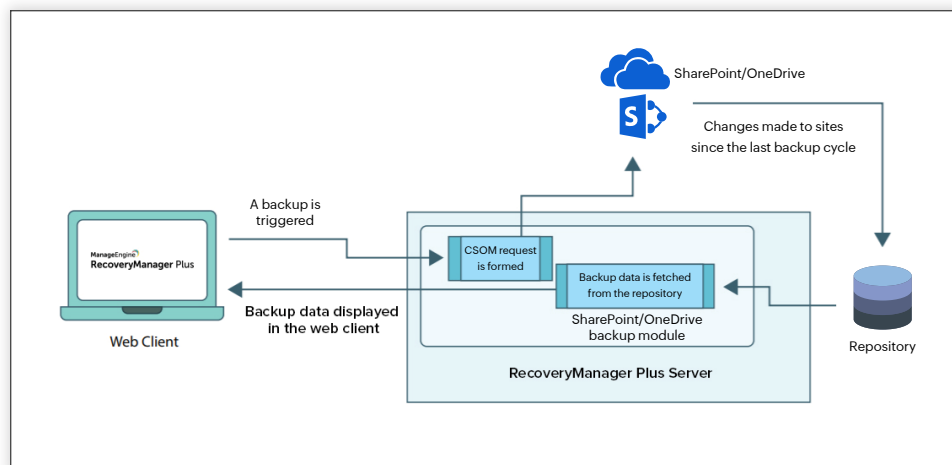 SharePoint/OneDrive
S
Changes made to sites
since the last backup cycle
A backup is
triggered
ManageEngine
RecoveryManager Plus
CSOM request
is formed
Backup data is fetched
from the repository
Backup data displayed
in the web client
SharePoint/OneDrive
backup module
Web Client
Repository
RecoveryManager Plus Server